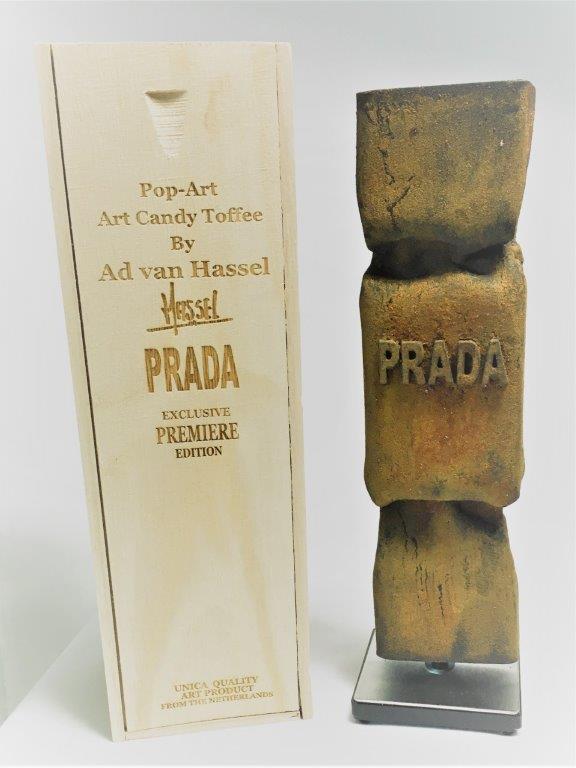 Pop-Art
Art Candy Toffee
By
Ad van Hassel
HASSEL
PRADA
EXCLUSIVE
PREMIERE
EDITION
UNICA QUALITY
ART PRODUCT
FROM THE NETHERLANDS
PRADA